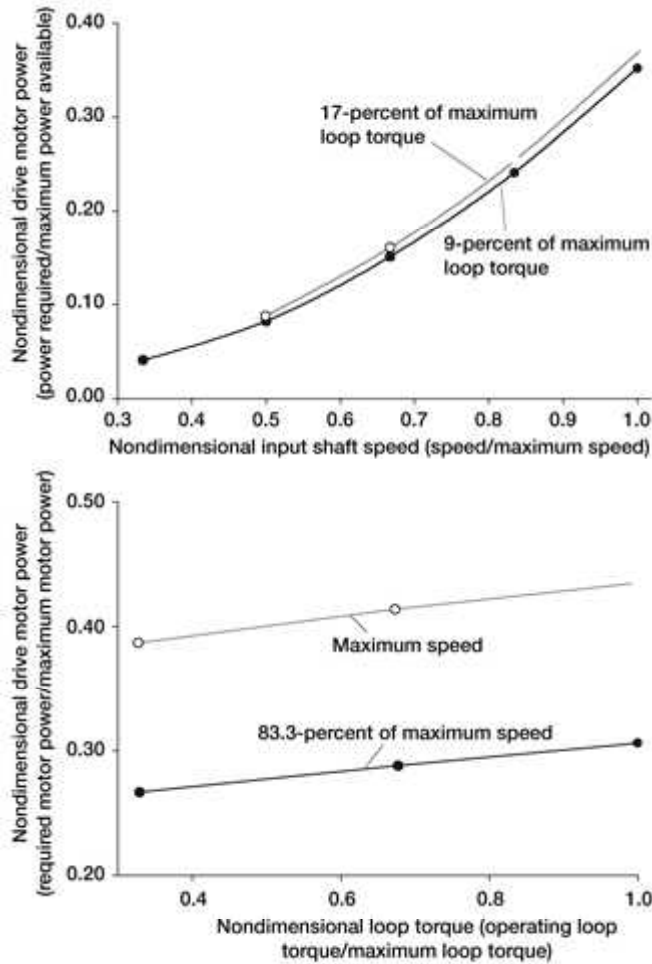 Nondimensional drive motor power
(power required/maximum power available)
0.40
0.30
0.20
0.10
0.00
17-percent of maximum
loop torque
9-percent of maximum
loop torque
0.3
0.5
0.6
0.7
0.8
0.9
1.0
Nondimensional input shaft speed (speed/maximum speed)
Nondimensional drive motor power
(required motor power/maximum motor power)
0.50
0.40
0.30
0.20
Maximum speed
83.3-percent of maximum speed
0.4
0.6
0.8
1.0
Nondimensional loop torque (operating loop
torque/maximum loop torque)